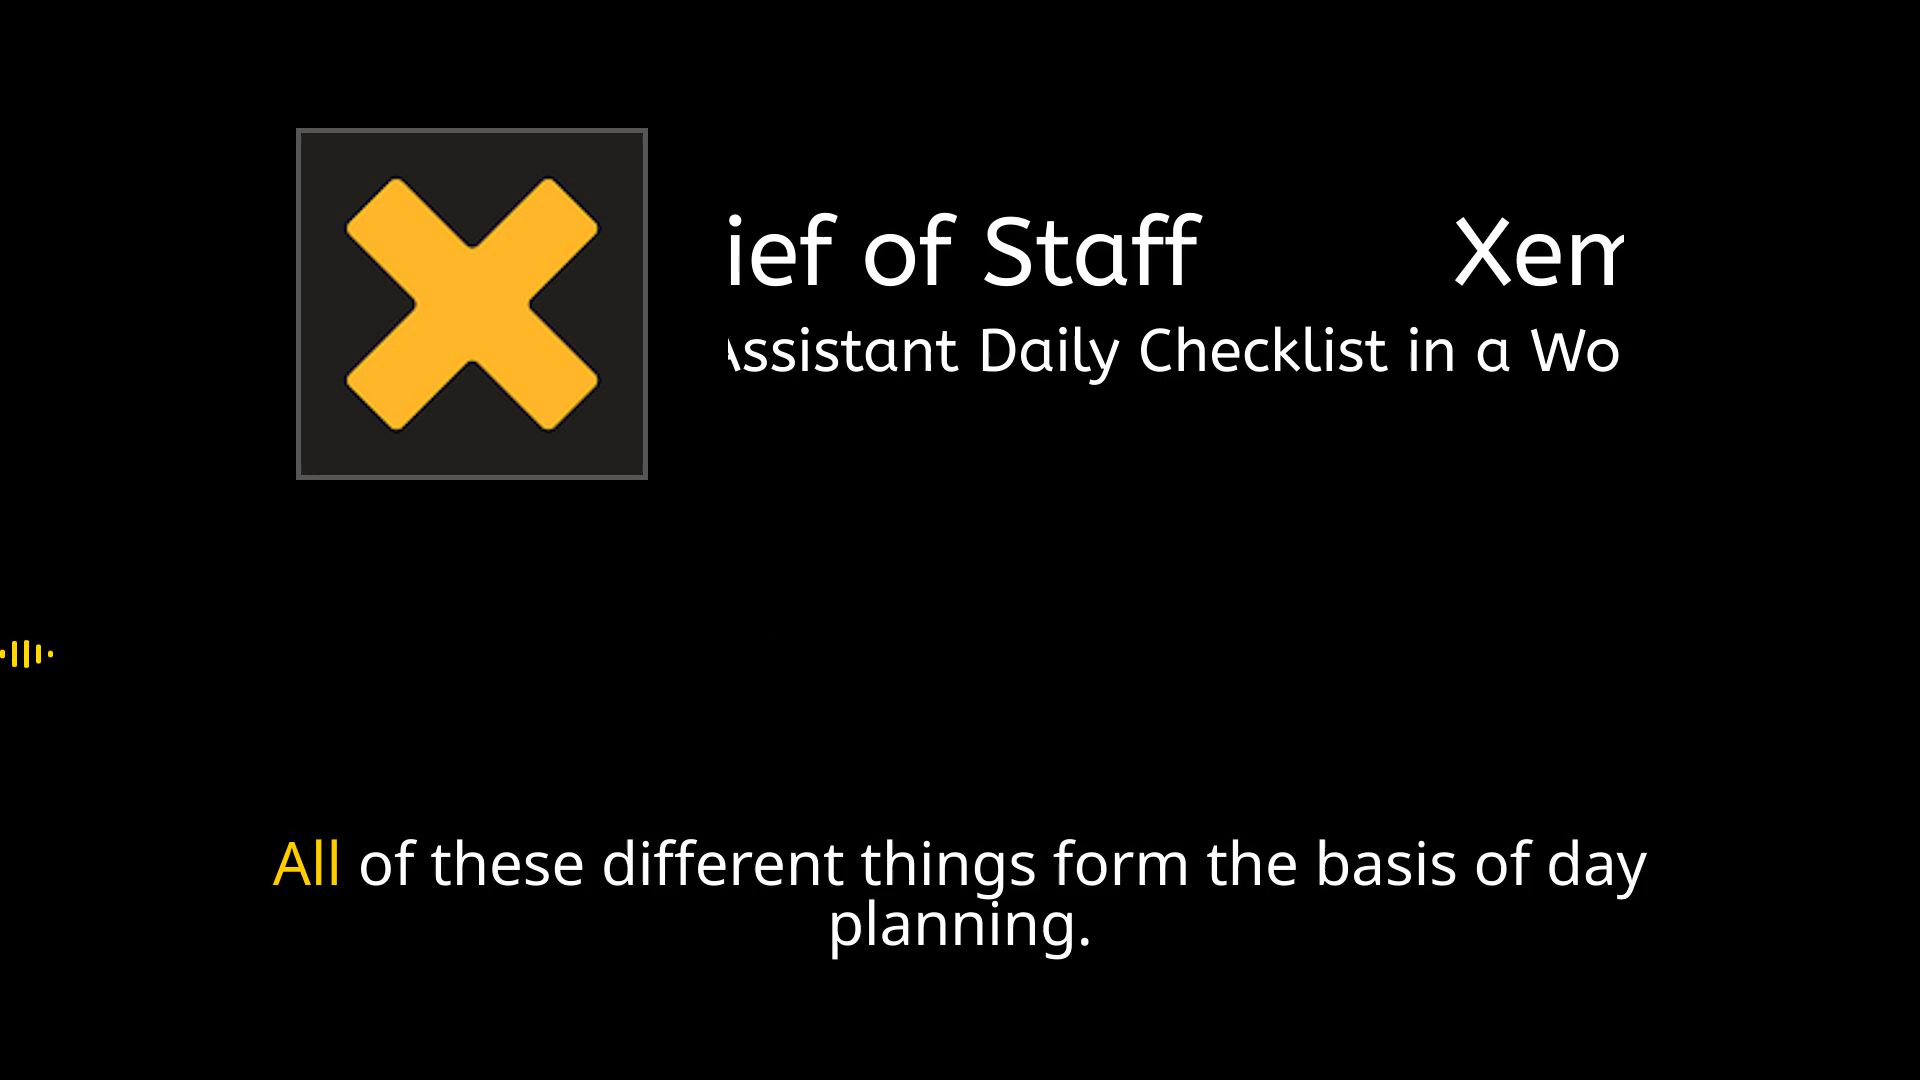 ief of Staff Xem
Assistant Daily Checklist in a Wo
All of these different things form the basis of day
planning.